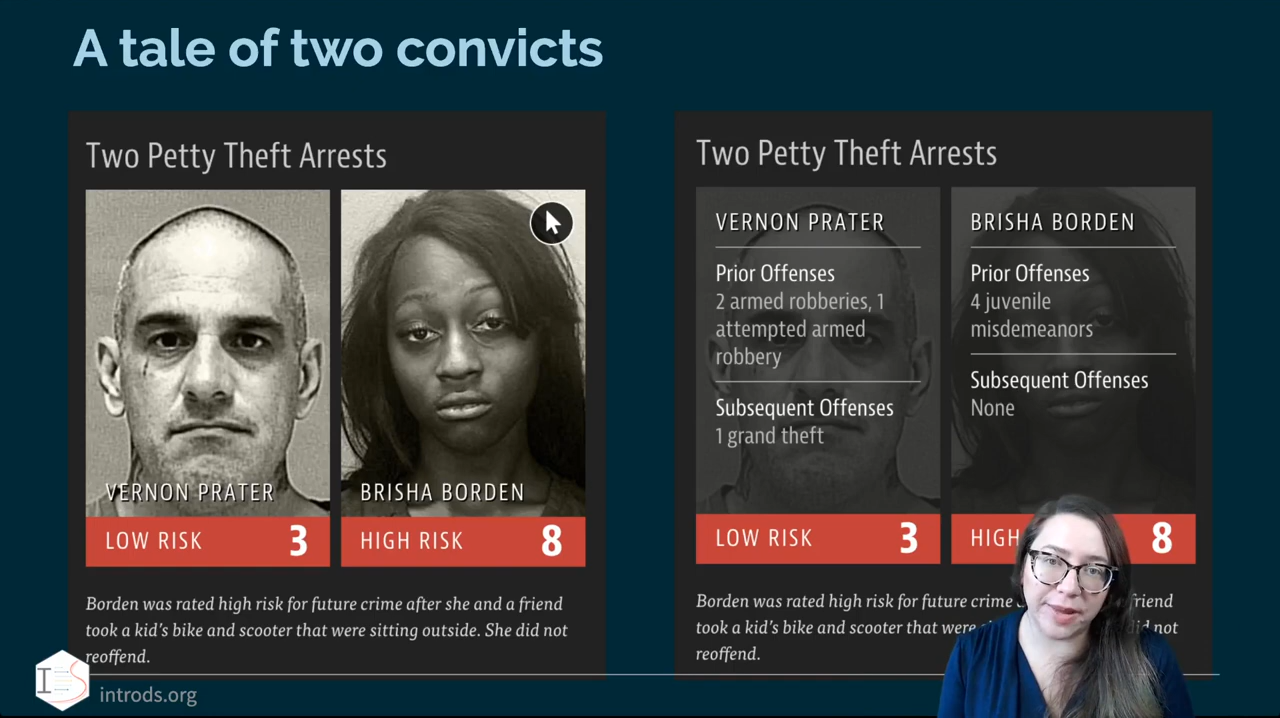 A tale of two convicts
Two Petty Theft Arrests
VERNON PRATER
BRISHA BORDEN
LOW RISK 3
HIGH RISK 8
Borden was rated high risk for future crime after she and a friend
took a kid's bike and scooter that were sitting outside. She did not
reoffend.
Two Petty Theft Arrests
VERNON PRATER
Prior Offenses
2 armed robberies, 1
attempted armed
robbery
Subsequent Offenses
1 grand theft
LOW RISK 3
BRISHA BORDEN
Prior Offenses
4 juvenile
misdemeanors
Subsequent Offenses
None
HIGH 8
Borden was rated high risk for future crime friend
took a kid's bike and scooter that were did not
reoffend.
IS
introds.org